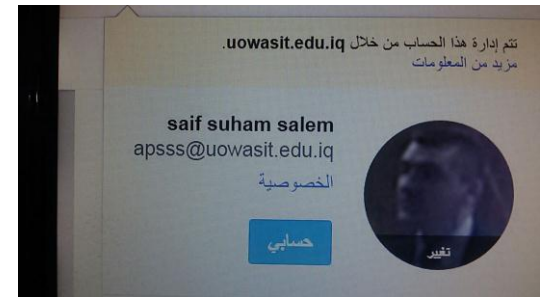 تتم إدارة هذا الحساب من خلال uowasit.edu.iq.
مزيد من المعلومات
saif suham salem
apsss@uowasit.edu.iq
الخصوصية
حسابي
تغيير